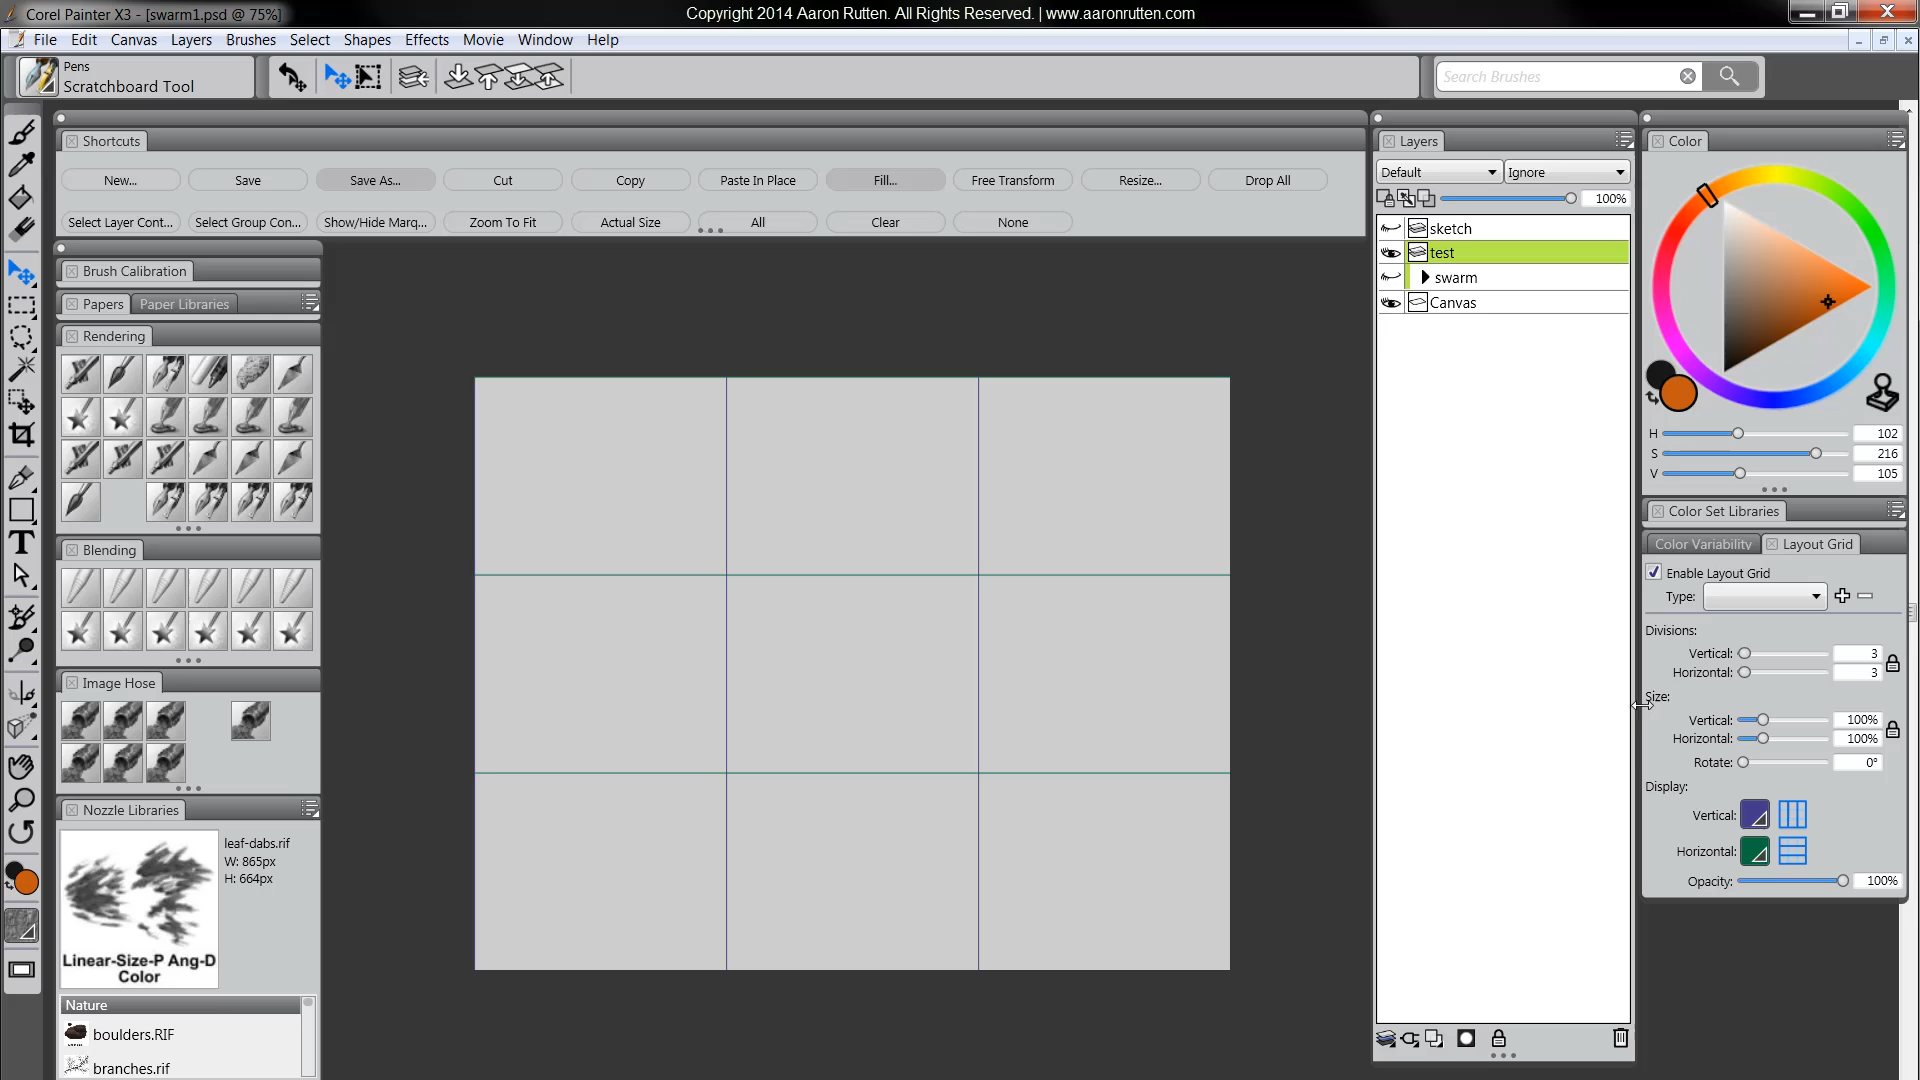 Corel Painter X3 - [swarm1.psd @ 75%]
Copyright 2014 Aaron Rutten. All Rights Reserved. | www.aaronrutten.com
File Edit Canvas Layers Brushes Select Shapes Effects Movie Window Help
Pens
Scratchboard Tool
Search Brushes
Shortcuts
New... Save Save As... Cut Copy Paste In Place Fill... Free Transform Resize... Drop All
Select Layer Cont... Select Group Con... Show/Hide Marq... Zoom To Fit Actual Size All Clear None
Brush Calibration
Papers Paper Libraries
Rendering
Blending
Image Hose
Nozzle Libraries
leaf-dabs.rif
W: 865px
H: 664px
Linear-Size-P Ang-D
Color
Nature
boulders.RIF
branches.rif
Layers
Default Ignore
100%
sketch
test
swarm
Canvas
Color
H 102
S 216
V 105
Color Set Libraries
Color Variability Layout Grid
Enable Layout Grid
Type:
Divisions:
Vertical: 3
Horizontal: 3
Size:
Vertical: 100%
Horizontal: 100%
Rotate: 0°
Display:
Vertical:
Horizontal:
Opacity: 100%
T